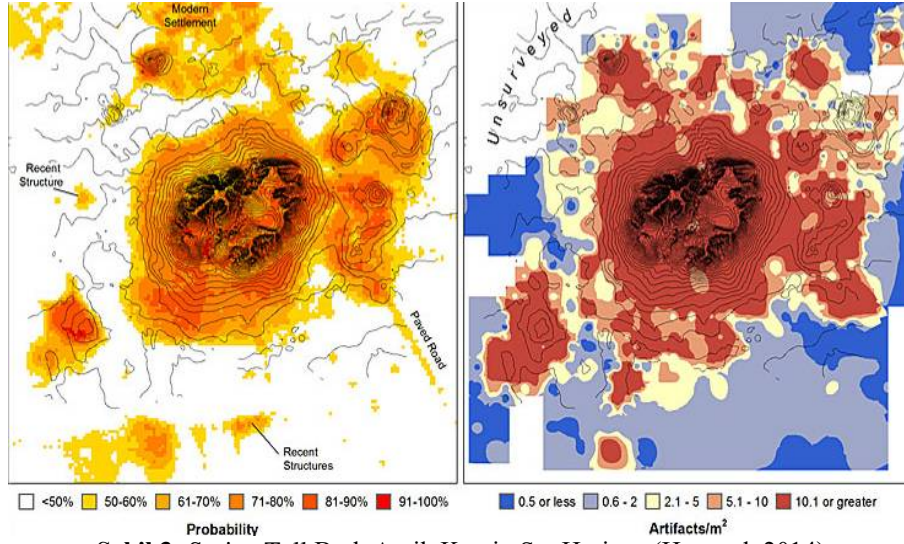 Modern
Settlement
Recent
Structure
Paved Road
Recent
Structures
<50% 50-60% 61-70% 71-80% 81-90% 91-100%
Probability
Unsurveyed
0.5 or less 0.6 - 2 2.1 - 5 5.1 - 10 10.1 or greater
Artifacts/m²